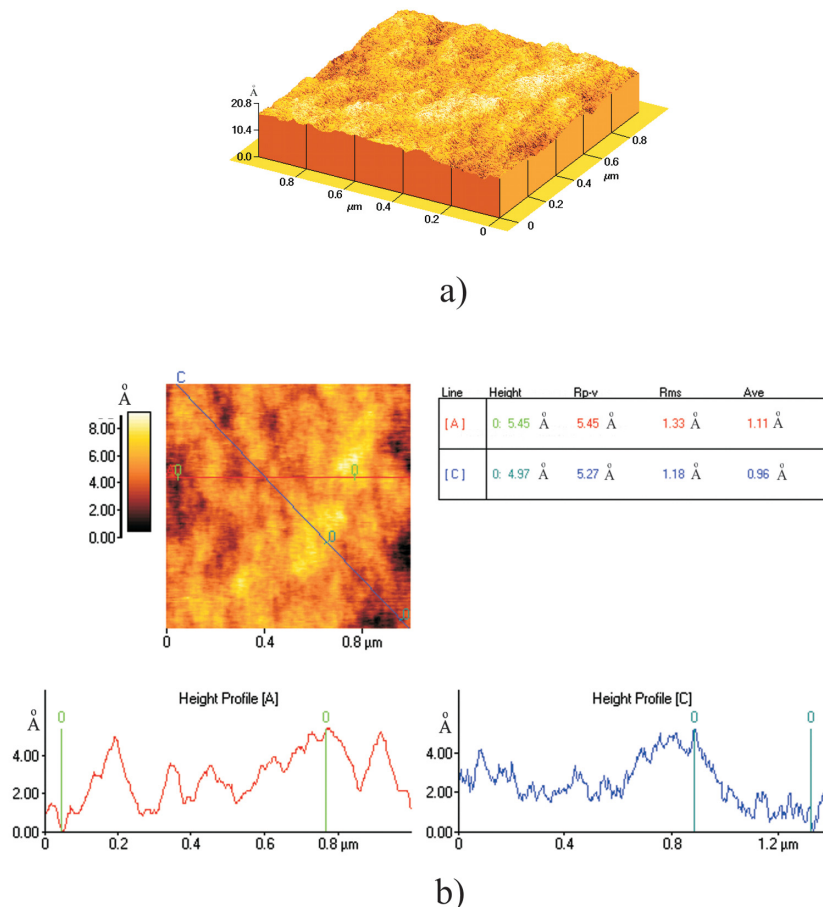 Å
20.8
10.4
0.0
0.8
0.6
μm
0.4
0.2
0
0
0.2
0.4
μm
0.6
0.8
a)
C
Å
8.00
6.00
4.00
2.00
0.00
0
0
0
0
0 0.4 0.8 μm
Line Height Rp-v Rms Ave
[A] 0: 5.45 Å 5.45 Å 1.33 Å 1.11 Å
[C] 0: 4.97 Å 5.27 Å 1.18 Å 0.96 Å
Height Profile [A]
Å
0 0
4.00
2.00
0.00
0 0.2 0.4 0.6 0.8 μm
Height Profile [C]
Å
0 0
4.00
2.00
0.00
0 0.4 0.8 1.2 μm
b)